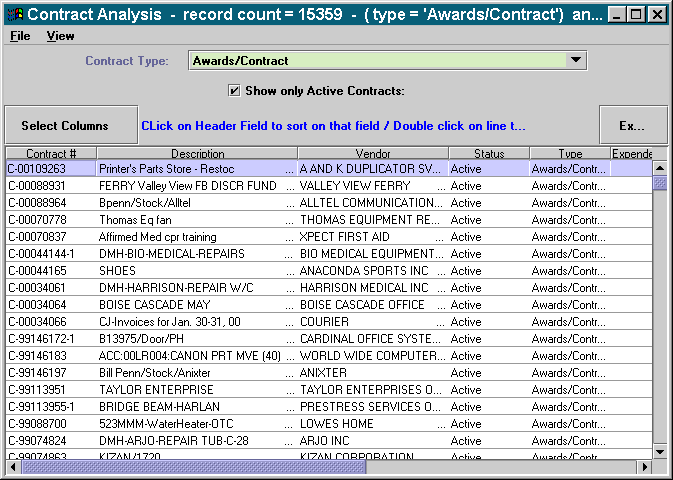 Contract Analysis - record count = 15359 - ( type = 'Awards/Contract') an...
File View
Contract Type: Awards/Contract
Show only Active Contracts:
Select Columns CLick on Header Field to sort on that field / Double click on line t... Ex...
Contract # Description Vendor Status Type Expende
C-00109263 Printer's Parts Store - Restoc ... A AND K DUPLICATOR SV... Active Awards/Contr...
C-00088931 FERRY Valley View FB DISCR FUND ... VALLEY VIEW FERRY ... Active Awards/Contr...
C-00088964 Bpenn/Stock/Alltel ... ALLTEL COMMUNICATION... Active Awards/Contr...
C-00070778 Thomas Eq fan ... THOMAS EQUIPMENT RE... Active Awards/Contr...
C-00070837 Affirmed Med cpr training ... XPECT FIRST AID ... Active Awards/Contr...
C-00044144-1 DMH-BIO-MEDICAL-REPAIRS ... BIO MEDICAL EQUIPMENT... Active Awards/Contr...
C-00044165 SHOES ... ANACONDA SPORTS INC ... Active Awards/Contr...
C-00034061 DMH-HARRISON-REPAIR W/C ... HARRISON MEDICAL INC ... Active Awards/Contr...
C-00034064 BOISE CASCADE MAY ... BOISE CASCADE OFFICE ... Active Awards/Contr...
C-00034066 CJ-Invoices for Jan. 30-31, 00 ... COURIER ... Active Awards/Contr...
C-99146172-1 B13975/Door/PH ... CARDINAL OFFICE SYSTE... Active Awards/Contr...
C-99146183 ACC:00LR004:CANON PRT MVE (40) ... WORLD WIDE COMPUTER... Active Awards/Contr...
C-99146197 Bill Penn/Stock/Anixter ... ANIXTER ... Active Awards/Contr...
C-99113951 TAYLOR ENTERPRISE ... TAYLOR ENTERPRISES O... Active Awards/Contr...
C-99113955-1 BRIDGE BEAM-HARLAN ... PRESTRESS SERVICES O... Active Awards/Contr...
C-99088700 523MMM-WaterHeater-OTC ... LOWES HOME ... Active Awards/Contr...
C-99074824 DMH-ARJO-REPAIR TUB-C-28 ... ARJO INC ... Active Awards/Contr...
C-99074863 KIZAN/1720 ... KIZAN CORPORATION ... Active Awards/Contr...